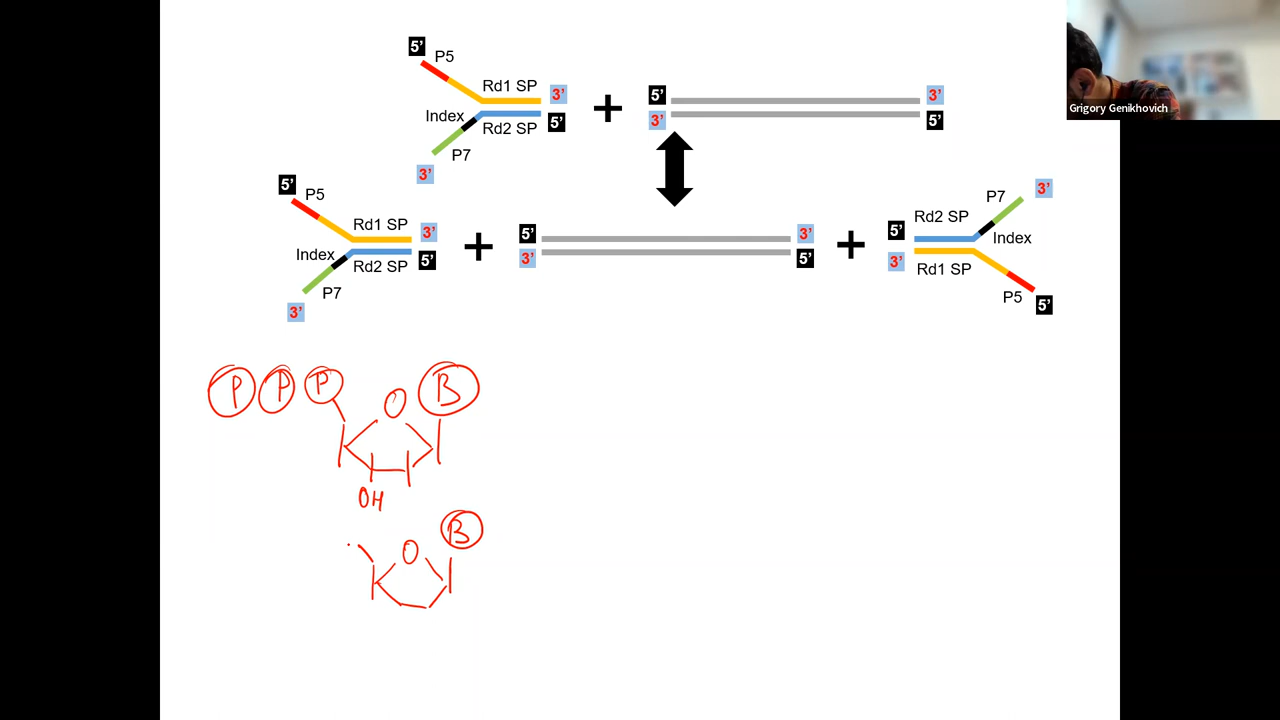 5'
P5
Rd1 SP
3'
Index
Rd2 SP
5'
P7
3'
+
5'
3'
3'
5'
Grigory Genikhovich
5'
P5
Rd1 SP
3'
Index
Rd2 SP
5'
P7
3'
+
5'
3'
3'
5'
+
5'
Rd2 SP
P7
3'
Index
3'
Rd1 SP
P5
5'
P P P
O
B
OH
O
B